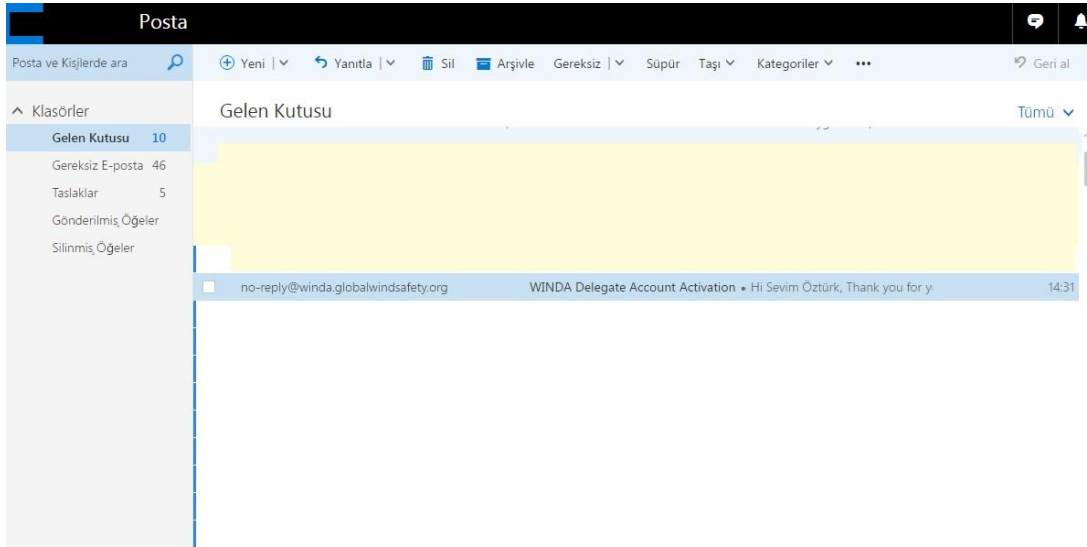 Posta
Posta ve Kişilerde ara
Yeni
Yanıtla
Sil
Arşivle
Gereksiz
Süpür
Taşı
Kategoriler
Geri al
Klasörler
Gelen Kutusu 10
Gereksiz E-posta 46
Taslaklar 5
Gönderilmiş Öğeler
Silinmiş Öğeler
Gelen Kutusu
Tümü
no-reply@winda.globalwindsafety.org WINDA Delegate Account Activation • Hi Sevim Öztürk, Thank you for y 14:31